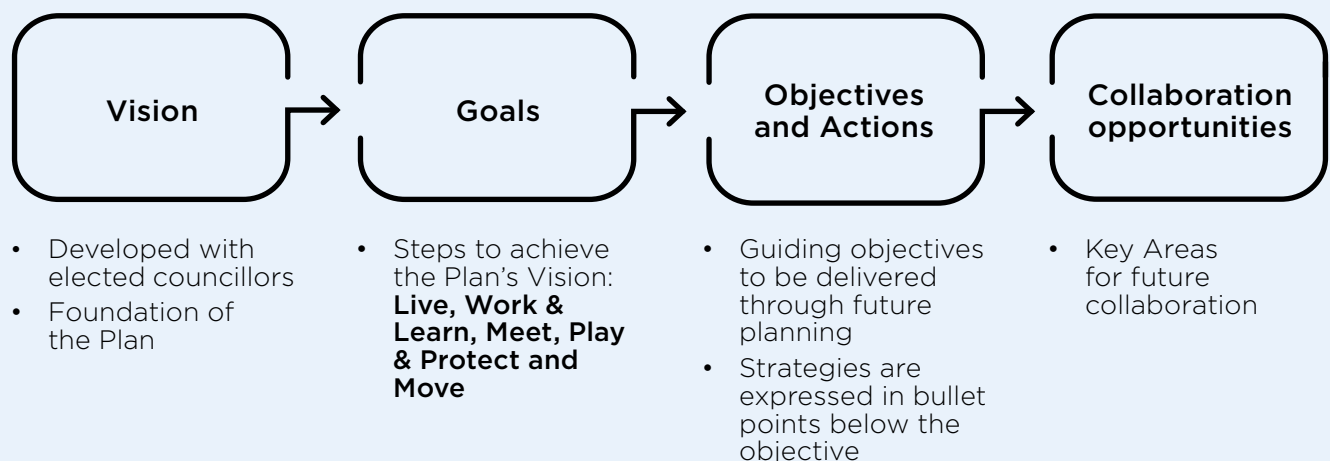 Vision
Goals
Objectives
and Actions
Collaboration
opportunities
• Developed with
elected councillors
• Foundation of
the Plan
• Steps to achieve
the Plan's Vision:
Live, Work &
Learn, Meet, Play
& Protect and
Move
• Guiding objectives
to be delivered
through future
planning
• Strategies are
expressed in bullet
points below the
objective
• Key Areas
for future
collaboration